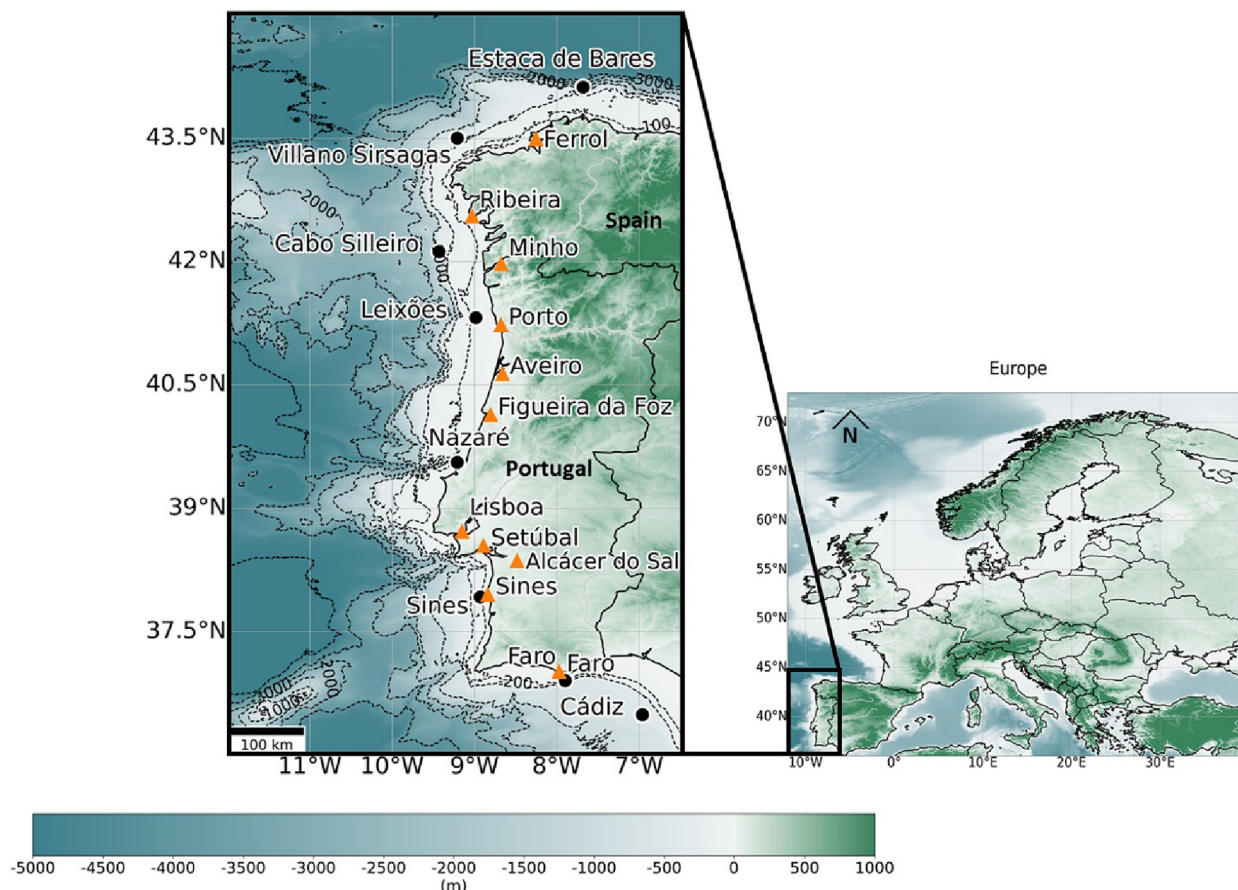 Estaca de Bares
2000
3000
100
43.5°N
Ferrol
Villano Sirsagas
2000
Ribeira
Spain
Cabo Silleiro
Minho
42°N
Leixões
Porto
Aveiro
40.5°N
Figueira da Foz
Nazaré
Portugal
39°N
Lisboa
Setúbal
Alcácer do Sal
Sines
Sines
37.5°N
Faro
Faro
200
3000
2000
1000
Cádiz
100 km
11°W 10°W 9°W 8°W 7°W
Europe
N
70°N
65°N
60°N
55°N
50°N
45°N
40°N
10°W 0° 10°E 20°E 30°E
-5000 -4500 -4000 -3500 -3000 -2500 -2000 -1500 -1000 -500 0 500 1000
(m)